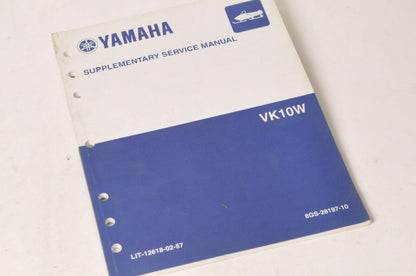 YAMAHA
SUPPLEMENTARY SERVICE MANUAL
VK10W
LIT-12618-02-57
8GS-28197-10